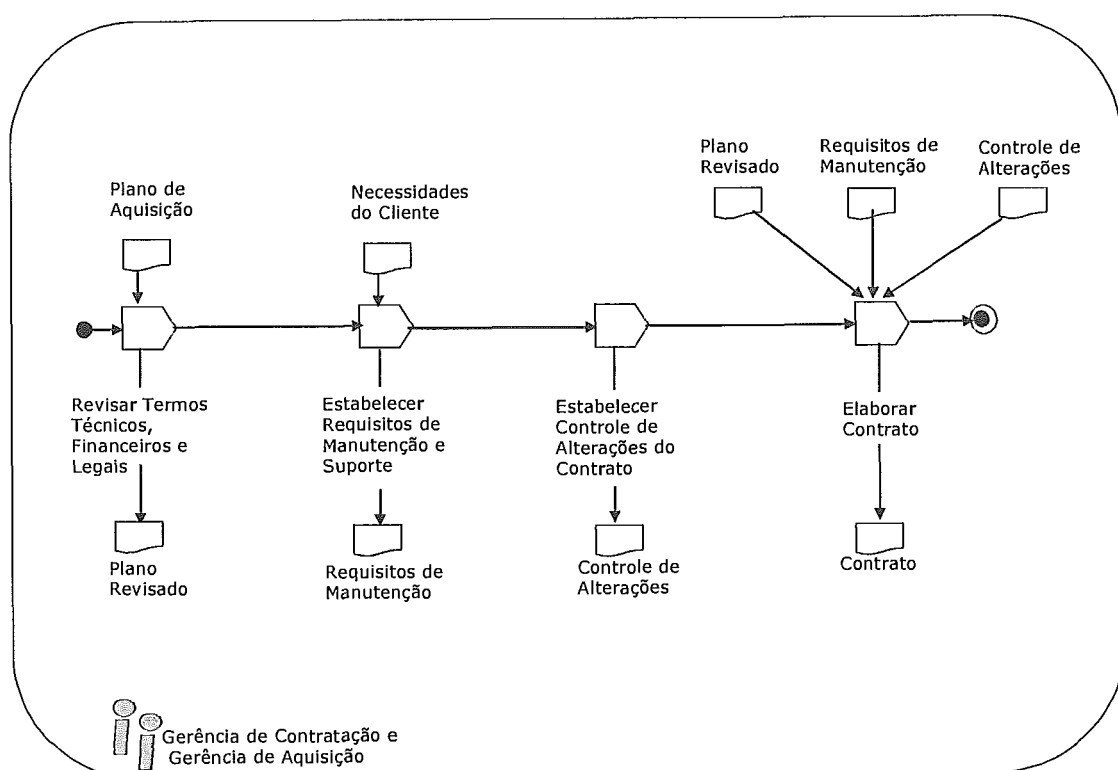 Plano
Revisado
Requisitos de
Manutenção
Controle de
Alterações
Plano de
Aquisição
Necessidades
do Cliente
Revisar Termos
Técnicos,
Financeiros e
Legais
Estabelecer
Requisitos de
Manutenção e
Suporte
Estabelecer
Controle de
Alterações do
Contrato
Elaborar
Contrato
Plano
Revisado
Requisitos de
Manutenção
Controle de
Alterações
Contrato
Gerência de Contratação e
Gerência de Aquisição